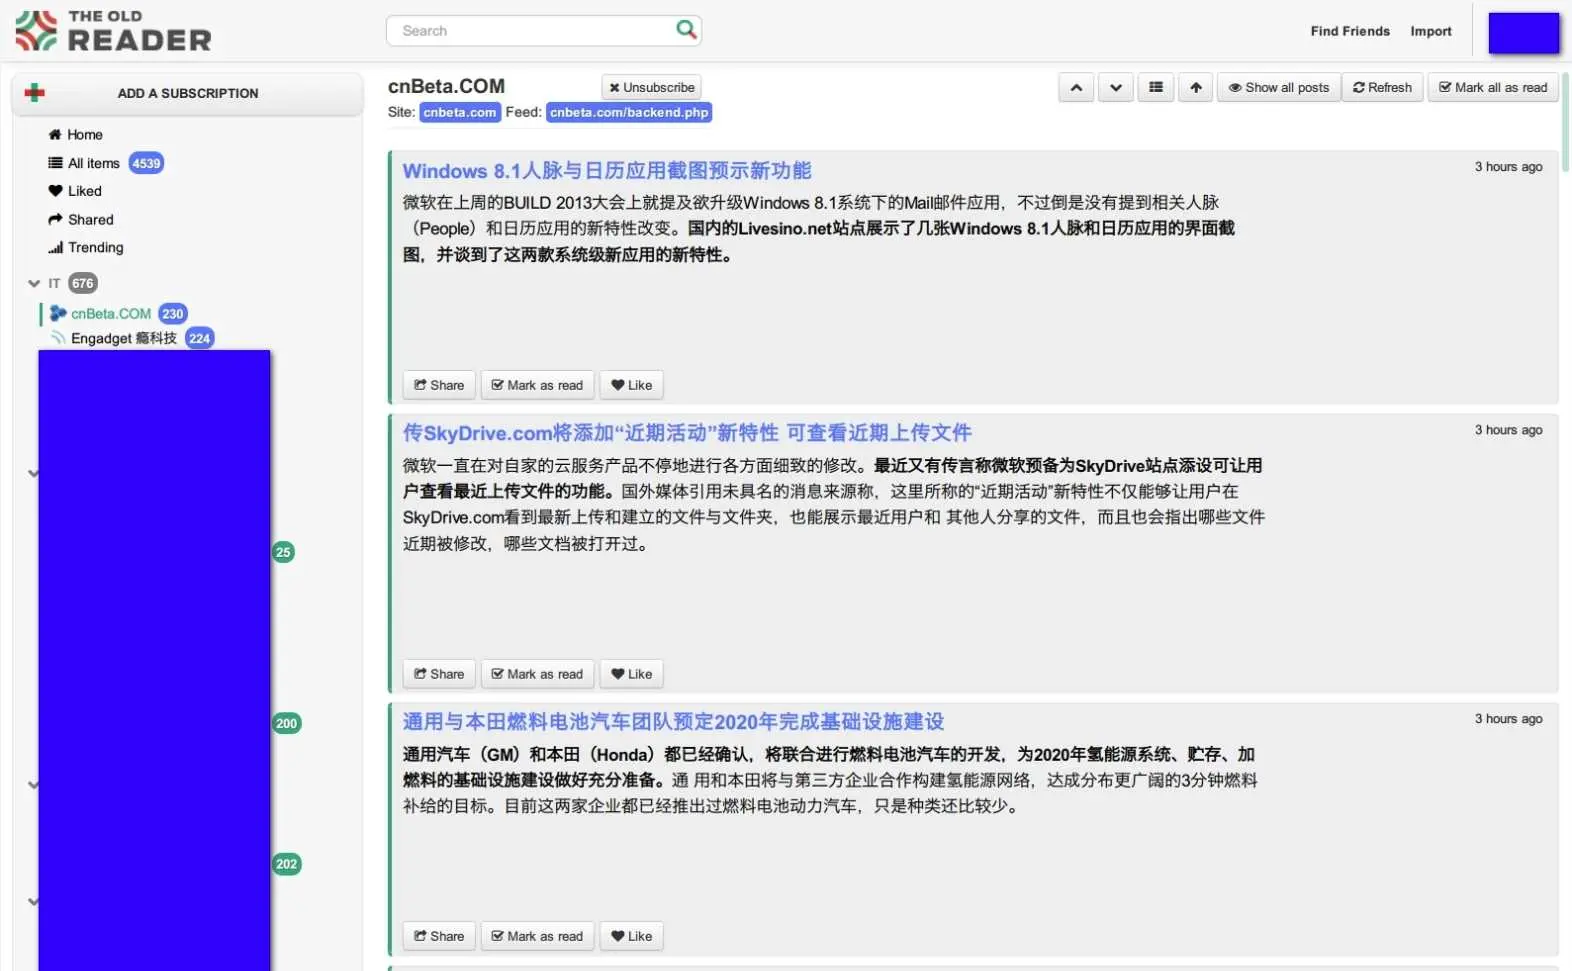 THE OLD
READER
Search
Find Friends
Import
ADD A SUBSCRIPTION
Home
All items 4539
Liked
Shared
Trending
IT 676
cnBeta.COM 230
Engadget 瘾科技 224
25
200
202
cnBeta.COM
Unsubscribe
Show all posts
Refresh
Mark all as read
Site: cnbeta.com Feed: cnbeta.com/backend.php
Windows 8.1人脉与日历应用截图预示新功能
3 hours ago
微软在上周的BUILD 2013大会上就提及欲升级Windows 8.1系统下的Mail邮件应用，不过倒是没有提到相关人脉
（People）和日历应用的新特性改变。国内的Livesino.net站点展示了几张Windows 8.1人脉和日历应用的界面截
图，并谈到了这两款系统级新应用的新特性。
Share
Mark as read
Like
传SkyDrive.com将添加“近期活动”新特性 可查看近期上传文件
3 hours ago
微软一直在对自家的云服务产品不停地进行各方面细致的修改。最近又有传言称微软预备为SkyDrive站点添设可让用
户查看最近上传文件的功能。国外媒体引用未具名的消息来源称，这里所称的“近期活动”新特性不仅能够让用户在
SkyDrive.com看到最新上传和建立的文件与文件夹，也能展示最近用户和 其他人分享的文件，而且也会指出哪些文件
近期被修改，哪些文档被打开过。
Share
Mark as read
Like
通用与本田燃料电池汽车团队预定2020年完成基础设施建设
3 hours ago
通用汽车（GM）和本田（Honda）都已经确认，将联合进行燃料电池汽车的开发，为2020年氢能源系统、贮存、加
燃料的基础设施建设做好充分准备。通 用和本田将与第三方企业合作构建氢能源网络，达成分布更广阔的3分钟燃料
补给的目标。目前这两家企业都已经推出过燃料电池动力汽车，只是种类还比较少。
Share
Mark as read
Like